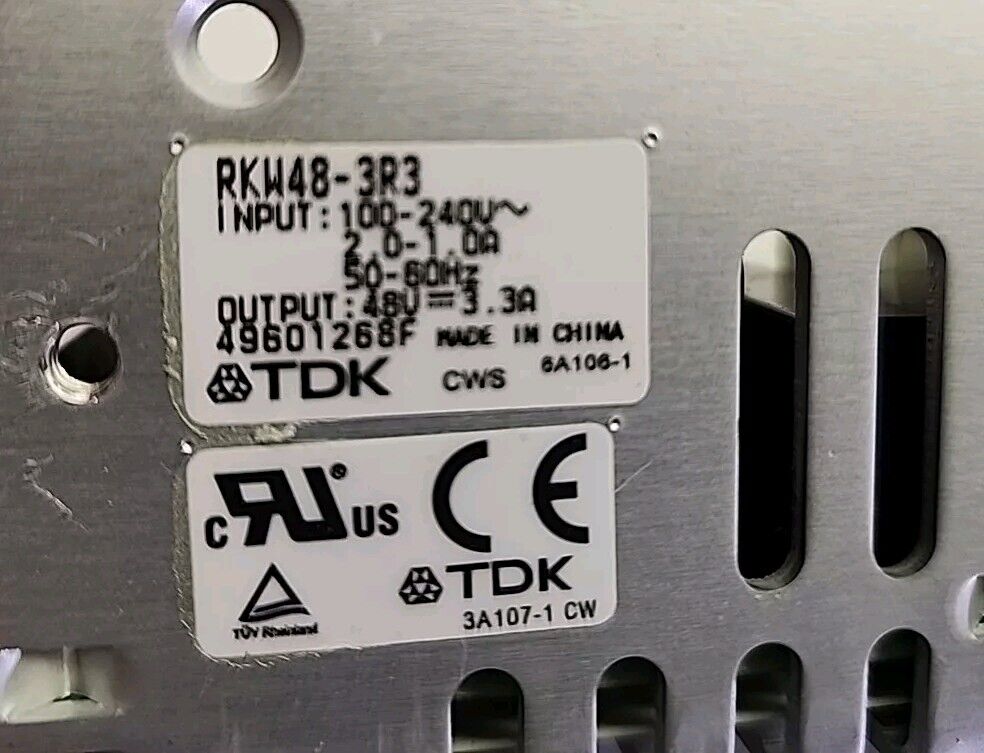 RKW48-3R3
INPUT: 100-240V~
2.0-1.0A
50-60Hz
OUTPUT: 48V⎓3.3A
49601268F MADE IN CHINA
TDK CWS 6A106-1
c RU ® US CE
TÜV Rheinland
TDK
3A107-1 CW